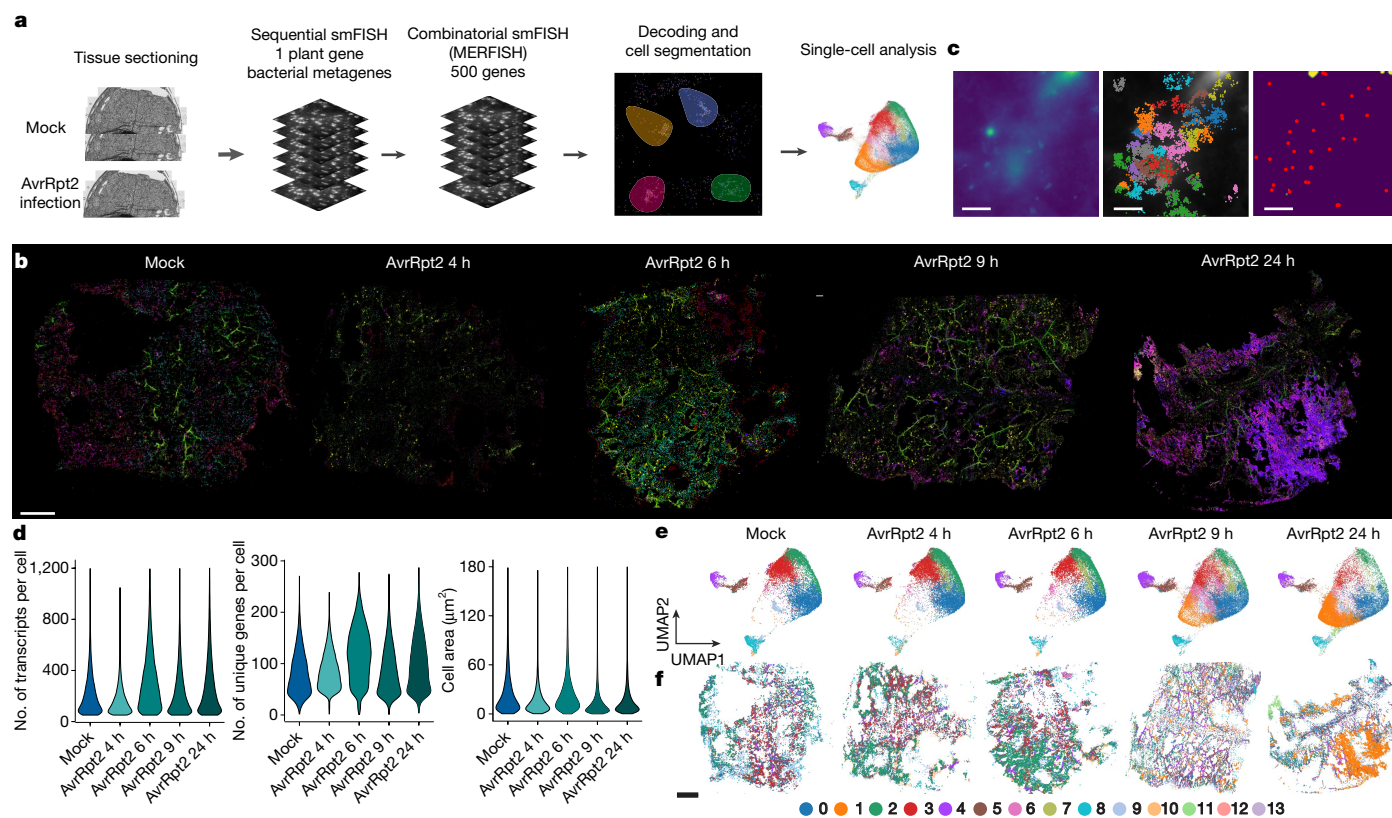 a
Tissue sectioning
Mock
AvrRpt2
infection
Sequential smFISH
1 plant gene
bacterial metagenes
Combinatorial smFISH
(MERFISH)
500 genes
Decoding and
cell segmentation
Single-cell analysis
c
b
Mock
AvrRpt2 4 h
AvrRpt2 6 h
AvrRpt2 9 h
AvrRpt2 24 h
d
No. of transcripts per cell
1,200
800
400
0
Mock
AvrRpt2 4 h
AvrRpt2 6 h
AvrRpt2 9 h
AvrRpt2 24 h
No. of unique genes per cell
300
200
100
0
Mock
AvrRpt2 4 h
AvrRpt2 6 h
AvrRpt2 9 h
AvrRpt2 24 h
Cell area (μm²)
180
120
60
0
Mock
AvrRpt2 4 h
AvrRpt2 6 h
AvrRpt2 9 h
AvrRpt2 24 h
e
Mock
AvrRpt2 4 h
AvrRpt2 6 h
AvrRpt2 9 h
AvrRpt2 24 h
UMAP2
UMAP1
f
0 1 2 3 4 5 6 7 8 9 10 11 12 13